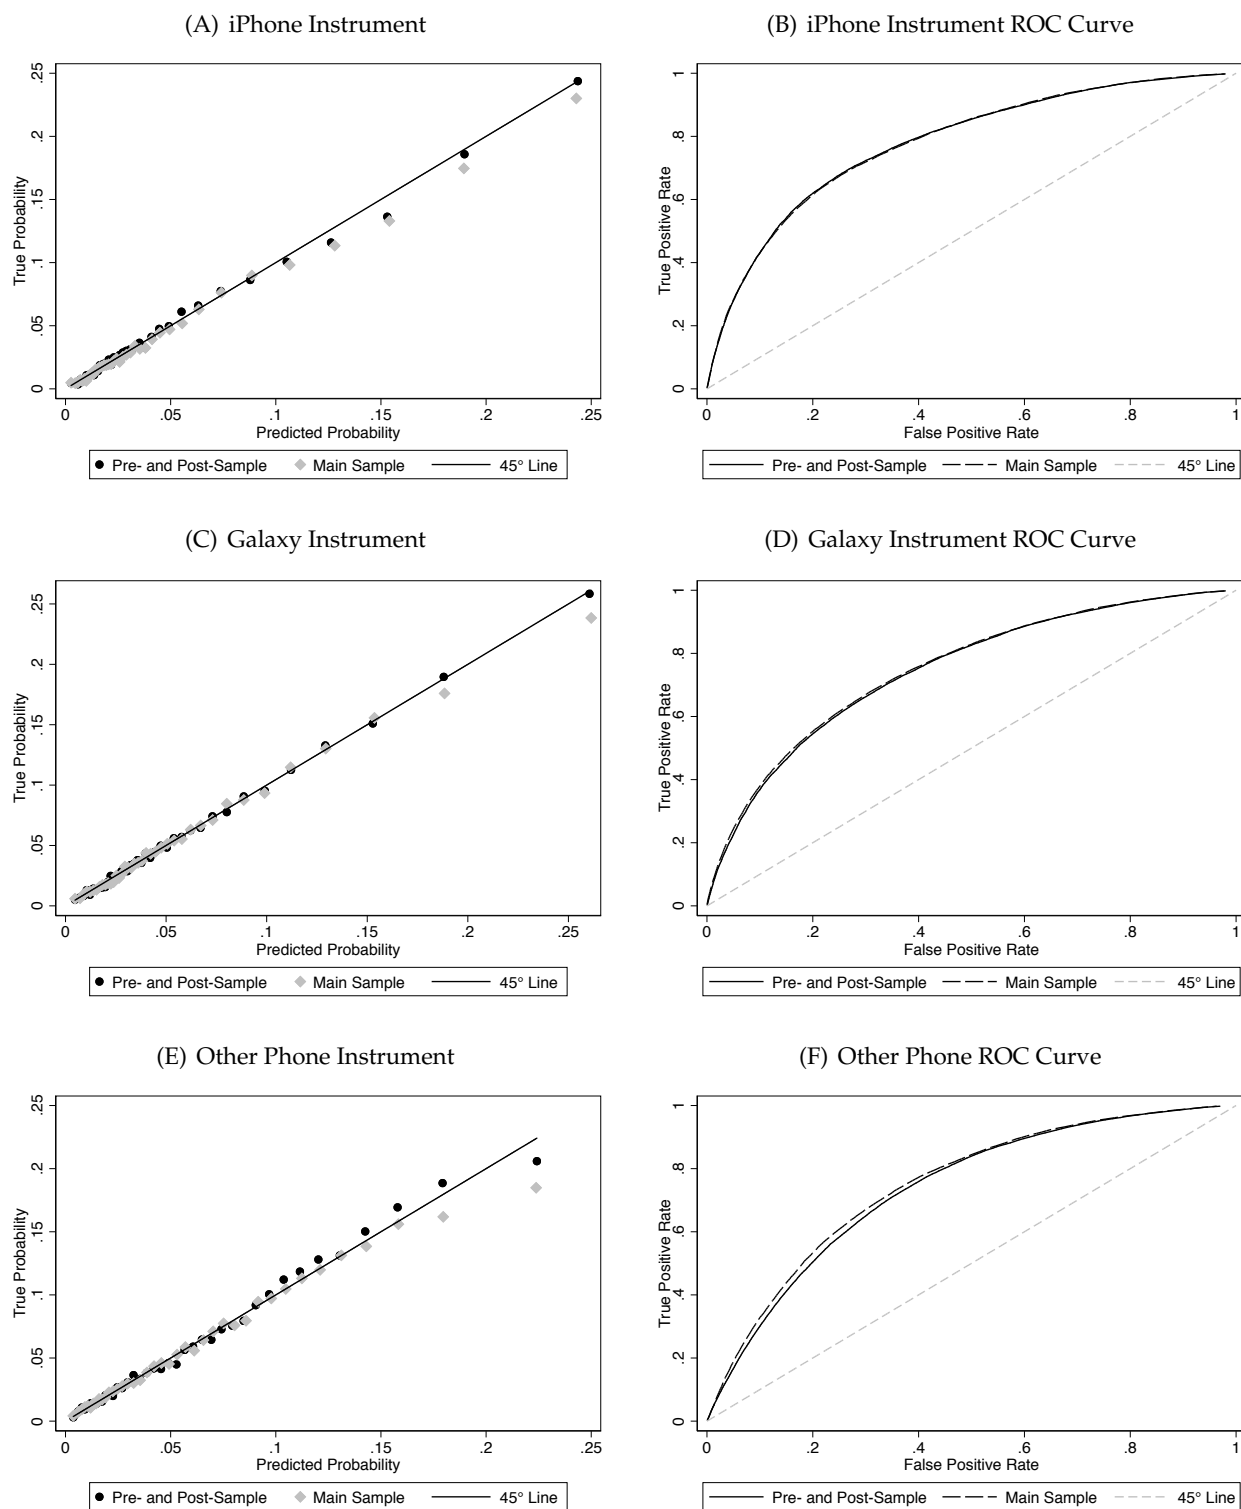 (A) iPhone Instrument
True Probability
0 .05 .1 .15 .2 .25
0 .05 .1 .15 .2 .25
Predicted Probability
Pre- and Post-Sample Main Sample 45° Line
(B) iPhone Instrument ROC Curve
True Positive Rate
0 .2 .4 .6 .8 1
0 .2 .4 .6 .8 1
False Positive Rate
Pre- and Post-Sample Main Sample 45° Line
(C) Galaxy Instrument
True Probability
0 .05 .1 .15 .2 .25
0 .05 .1 .15 .2 .25
Predicted Probability
Pre- and Post-Sample Main Sample 45° Line
(D) Galaxy Instrument ROC Curve
True Positive Rate
0 .2 .4 .6 .8 1
0 .2 .4 .6 .8 1
False Positive Rate
Pre- and Post-Sample Main Sample 45° Line
(E) Other Phone Instrument
True Probability
0 .05 .1 .15 .2 .25
0 .05 .1 .15 .2 .25
Predicted Probability
Pre- and Post-Sample Main Sample 45° Line
(F) Other Phone ROC Curve
True Positive Rate
0 .2 .4 .6 .8 1
0 .2 .4 .6 .8 1
False Positive Rate
Pre- and Post-Sample Main Sample 45° Line